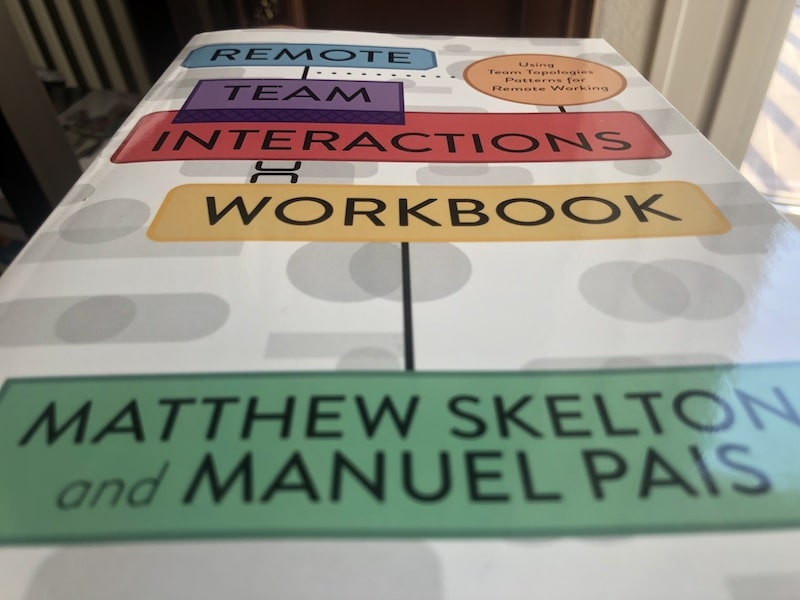 REMOTE
TEAM
INTERACTIONS
WORKBOOK
Using
Team Topologies
Patterns for
Remote Working
MATTHEW SKELTON
and MANUEL PAIS